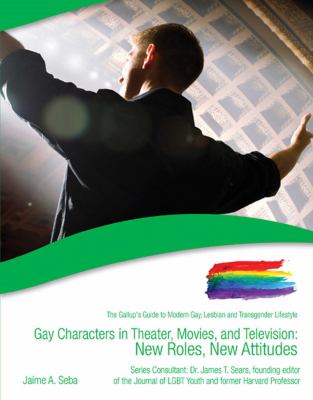 The Gallup's Guide to Modern Gay, Lesbian and Transgender Lifestyle
Gay Characters in Theater, Movies, and Television:
New Roles, New Attitudes
Series Consultant: Dr. James T. Sears, founding editor
Jaime A. Seba
of the Journal of LGBT Youth and former Harvard Professor